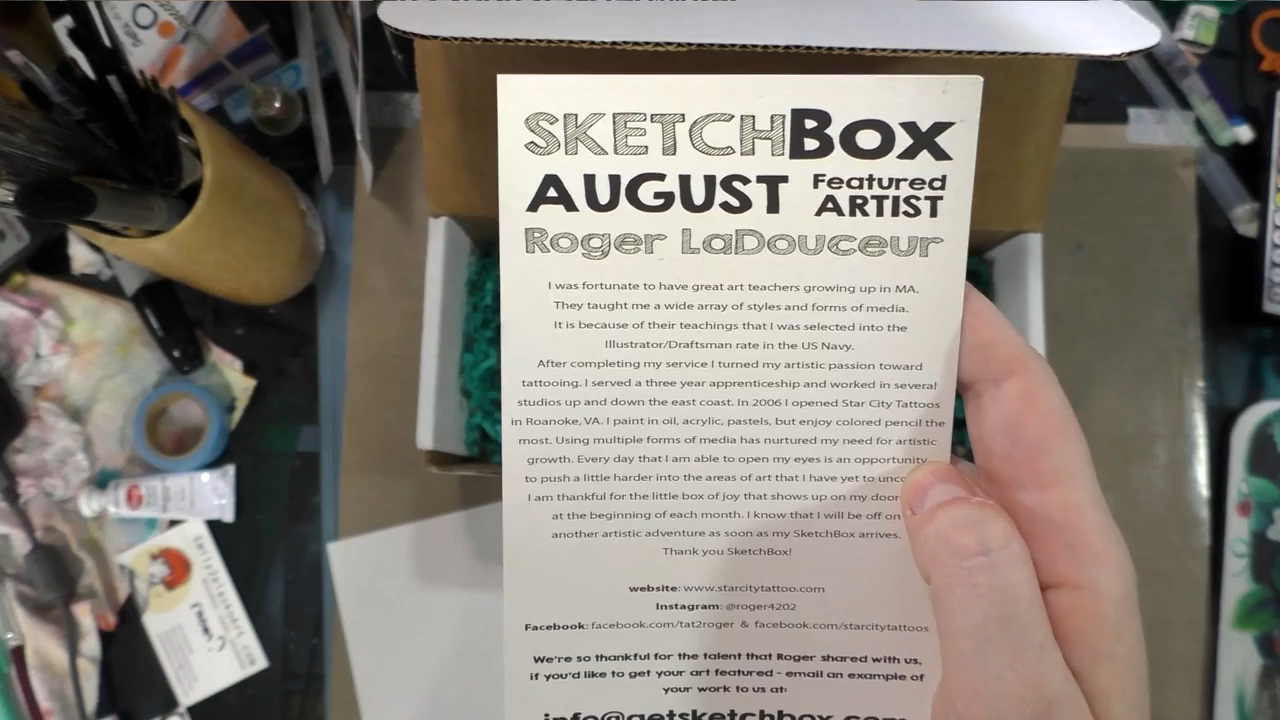 SKETCHBOX
AUGUST Featured ARTIST
Roger LaDouceur
I was fortunate to have great art teachers growing up in MA.
They taught me a wide array of styles and forms of media.
It is because of their teachings that I was selected into the
Illustrator/Draftsman rate in the US Navy.
After completing my service I turned my artistic passion toward
tattooing. I served a three year apprenticeship and worked in several
studios up and down the east coast. In 2006 I opened Star City Tattoos
in Roanoke, VA. I paint in oil, acrylic, pastels, but enjoy colored pencil the
most. Using multiple forms of media has nurtured my need for artistic
growth. Every day that I am able to open my eyes is an opportunity
to push a little harder into the areas of art that I have yet to
I am thankful for the little box of joy that shows up on my
at the beginning of each month. I know that I will be off on
another artistic adventure as soon as my SketchBox arrives.
Thank you SketchBox!
website: www.starcitytattoo.com
Instagram: @roger4202
Facebook: facebook.com/tat2roger & facebook.com/starcitytattoos
We're so thankful for the talent that Roger shared with us,
if you'd like to get your art featured - email an example of
your work to us at:
info@getsketchbox.com